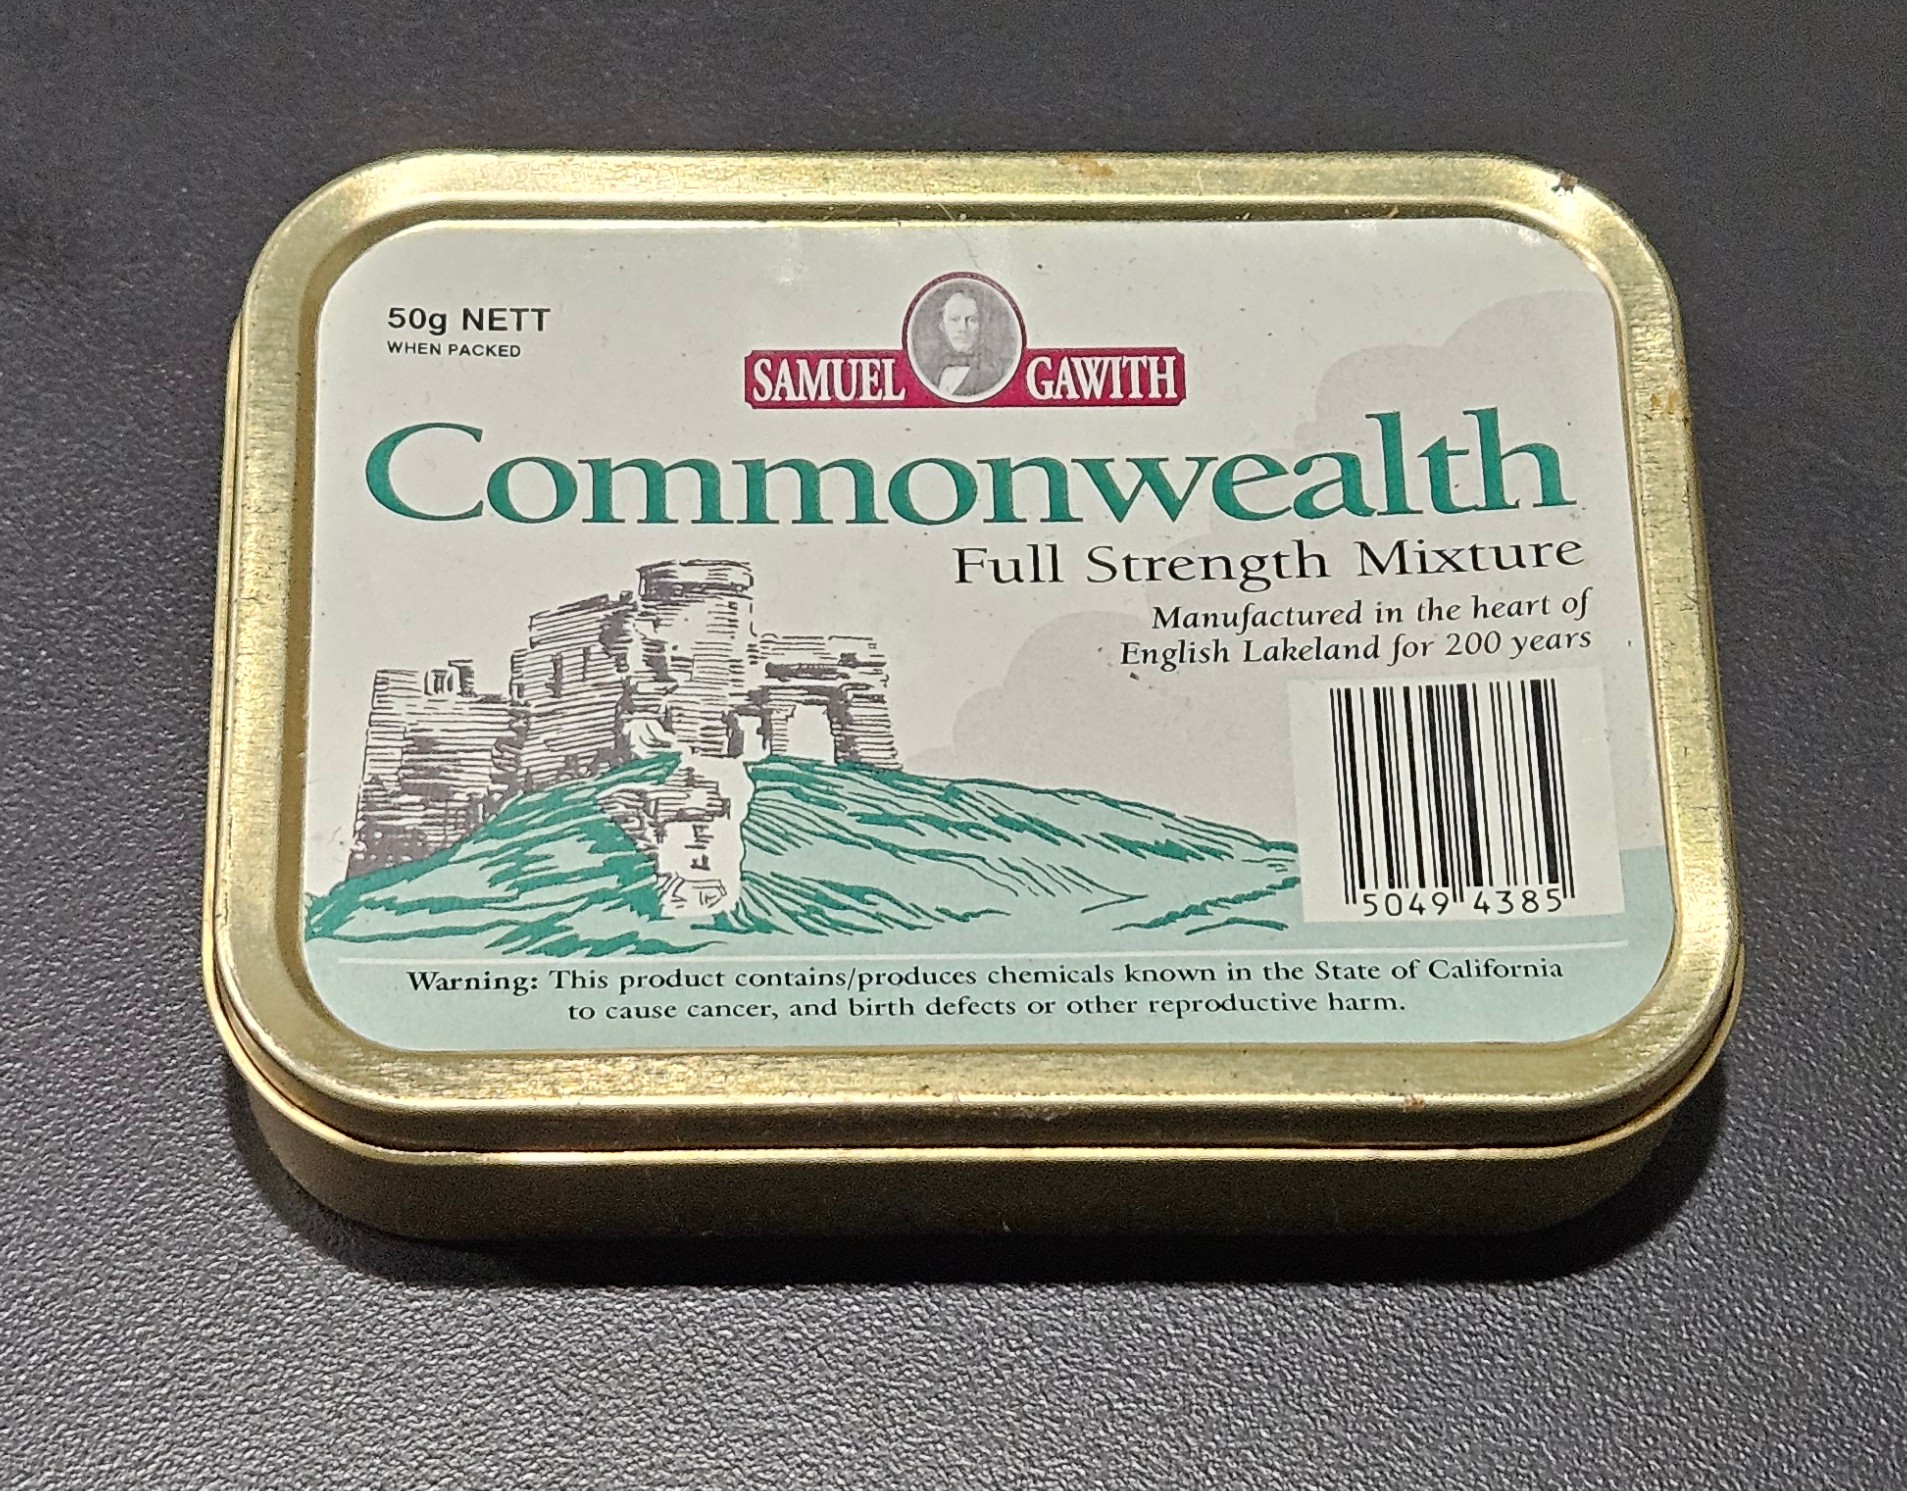 50g NETT
WHEN PACKED
SAMUEL GAWITH
Commonwealth
Full Strength Mixture
Manufactured in the heart of
English Lakeland for 200 years
5049 4385
Warning: This product contains/produces chemicals known in the State of California
to cause cancer, and birth defects or other reproductive harm.